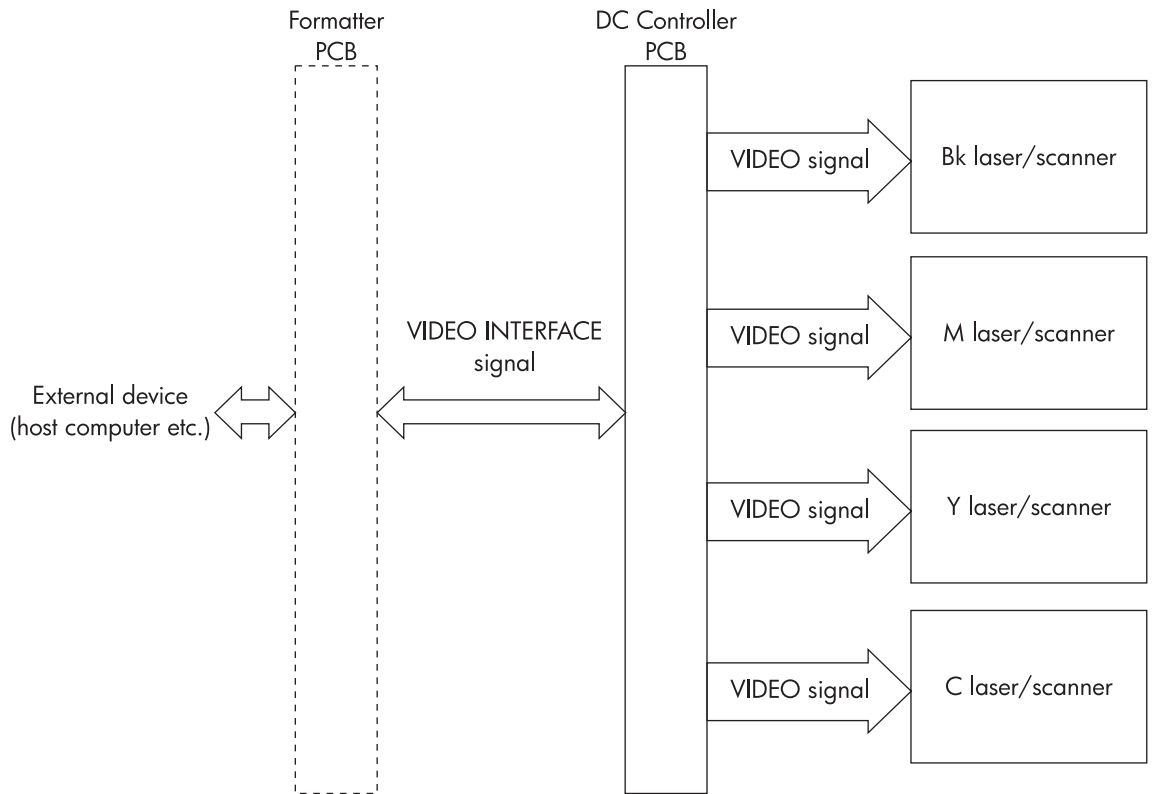 Formatter
PCB
DC Controller
PCB
VIDEO signal
Bk laser/scanner
VIDEO signal
M laser/scanner
VIDEO INTERFACE
signal
External device
(host computer etc.)
VIDEO signal
Y laser/scanner
VIDEO signal
C laser/scanner